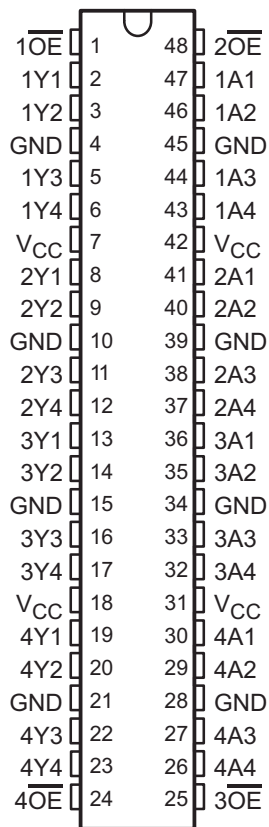 1O̅E̅ 1 48 2O̅E̅
1Y1 2 47 1A1
1Y2 3 46 1A2
GND 4 45 GND
1Y3 5 44 1A3
1Y4 6 43 1A4
VCC 7 42 VCC
2Y1 8 41 2A1
2Y2 9 40 2A2
GND 10 39 GND
2Y3 11 38 2A3
2Y4 12 37 2A4
3Y1 13 36 3A1
3Y2 14 35 3A2
GND 15 34 GND
3Y3 16 33 3A3
3Y4 17 32 3A4
VCC 18 31 VCC
4Y1 19 30 4A1
4Y2 20 29 4A2
GND 21 28 GND
4Y3 22 27 4A3
4Y4 23 26 4A4
4O̅E̅ 24 25 3O̅E̅